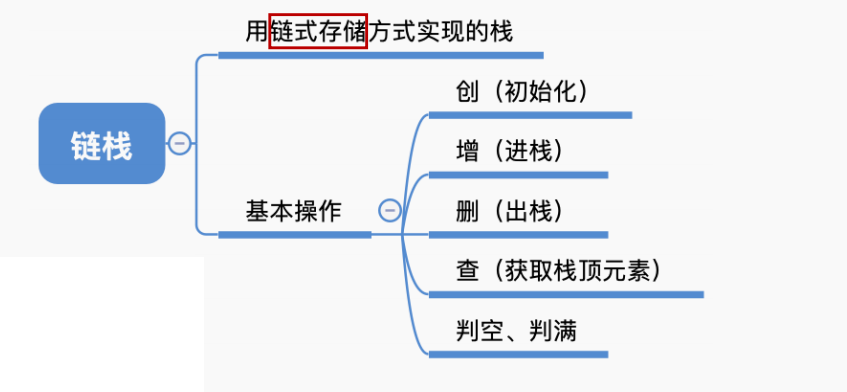 用链式存储方式实现的栈
链栈
基本操作
创（初始化）
增（进栈）
删（出栈）
查（获取栈顶元素）
判空、判满